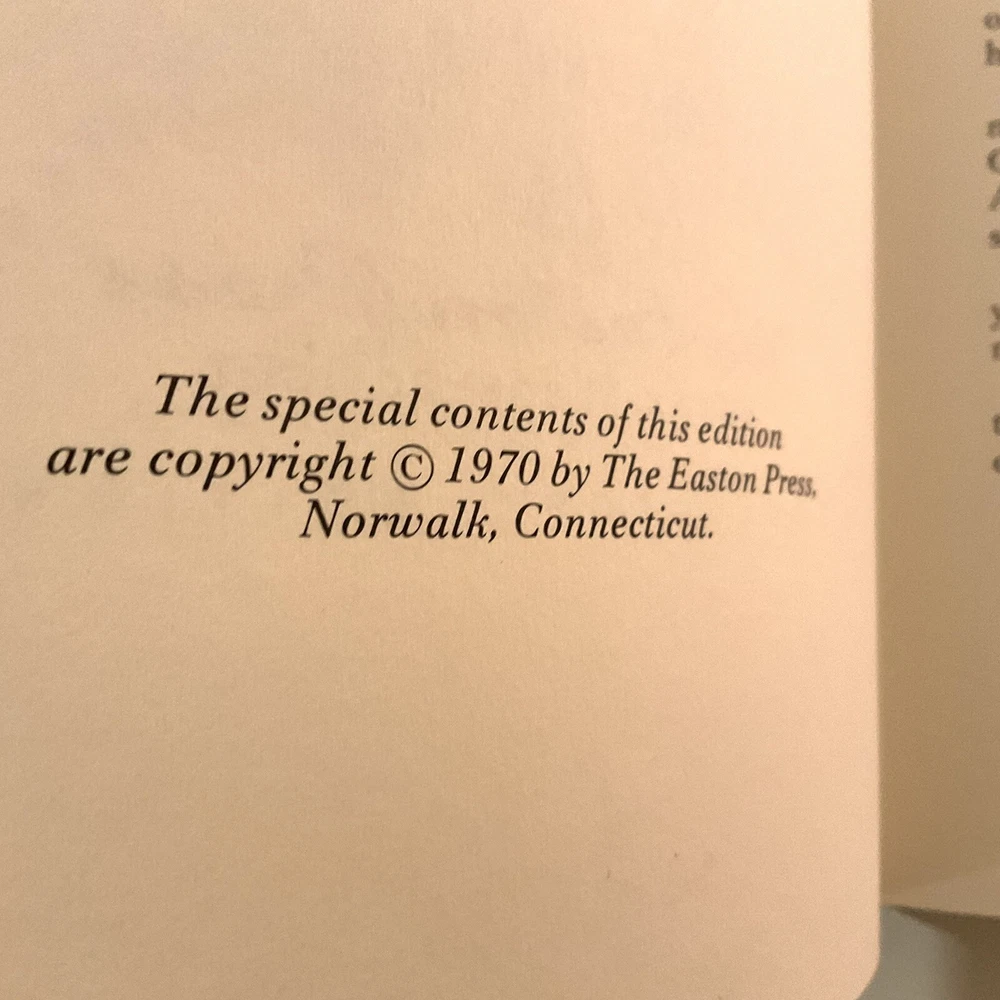 The special contents of this edition
are copyright © 1970 by The Easton Press,
Norwalk, Connecticut.